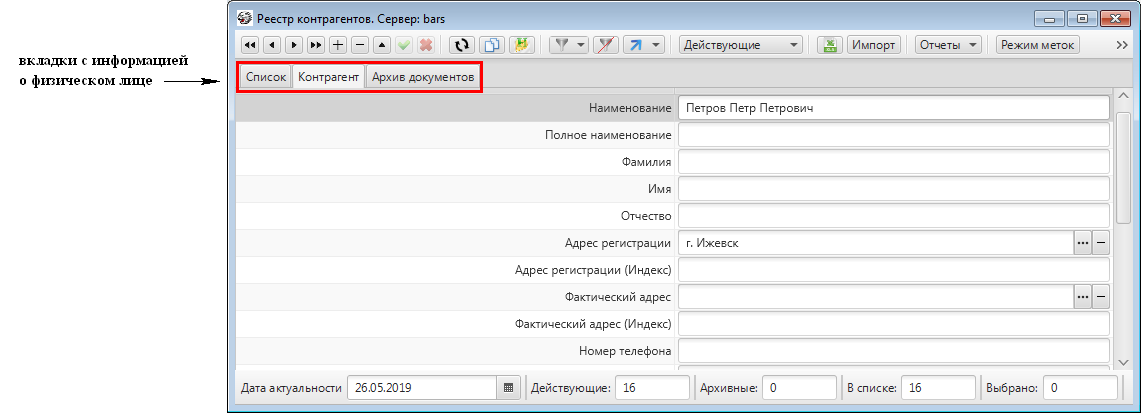 Реестр контрагентов. Сервер: bars
Действующие Импорт Отчеты Режим меток
вкладки с информацией
о физическом лице
Список Контрагент Архив документов
Наименование Петров Петр Петрович
Полное наименование
Фамилия
Имя
Отчество
Адрес регистрации г. Ижевск
Адрес регистрации (Индекс)
Фактический адрес
Фактический адрес (Индекс)
Номер телефона
Дата актуальности 26.05.2019 Действующие: 16 Архивные: 0 В списке: 16 Выбрано: 0